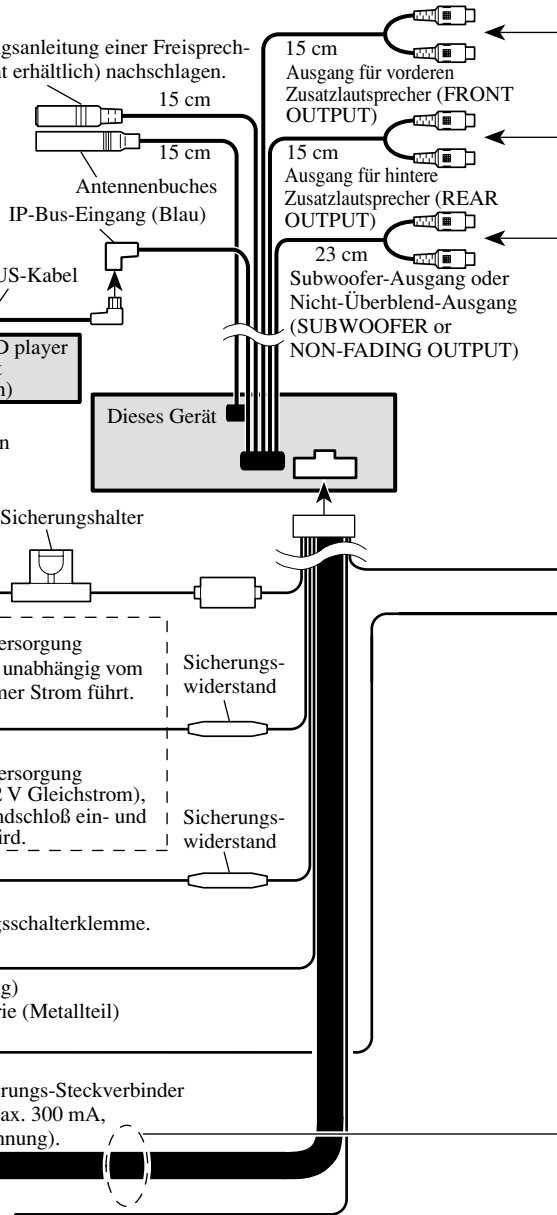 gsanleitung einer Freisprech-
t erhältlich) nachschlagen.
15 cm
15 cm
Antennenbuches
IP-Bus-Eingang (Blau)
US-Kabel
D player
t
n)
n
15 cm
Ausgang für vorderen
Zusatzlautsprecher (FRONT
OUTPUT)
15 cm
Ausgang für hintere
Zusatzlautsprecher (REAR
OUTPUT)
23 cm
Subwoofer-Ausgang oder
Nicht-Überblend-Ausgang
(SUBWOOFER or
NON-FADING OUTPUT)
Dieses Gerät
Sicherungshalter
ersorgung
unabhängig vom
mer Strom führt.
Sicherungs-
widerstand
ersorgung
2 V Gleichstrom),
ndschloß ein- und
ird.
Sicherungs-
widerstand
gsschalterklemme.
g)
rie (Metallteil)
erungs-Steckverbinder
ax. 300 mA,
nnung).